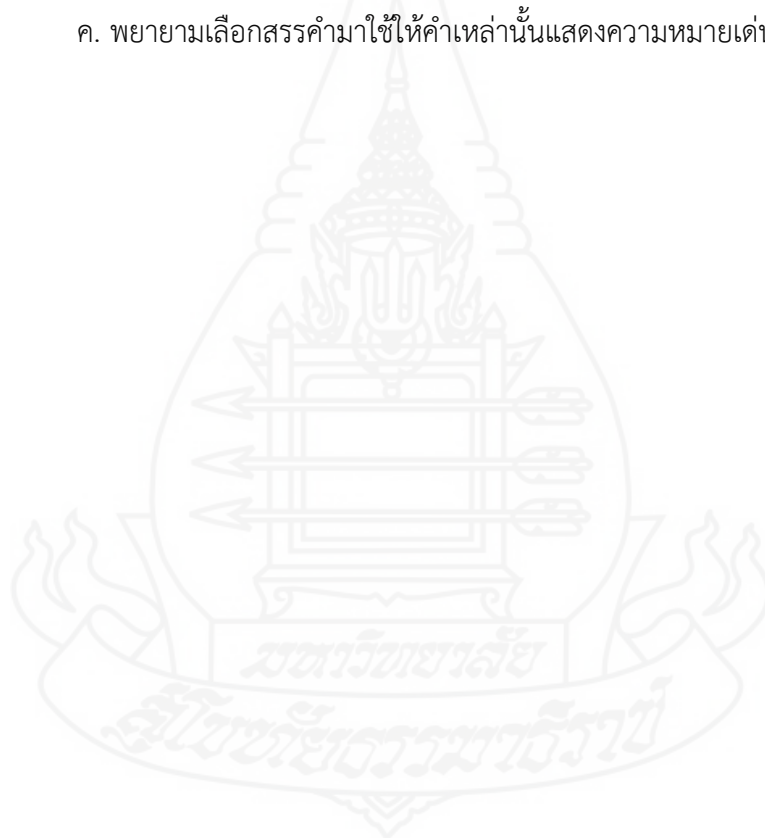 ค. พยายามเลือกสรรคำมาใช้ให้คำเหล่านั้นแสดงความหมายเด่น
มหาวิทยาลัย
สุโขทัยธรรมาธิราช